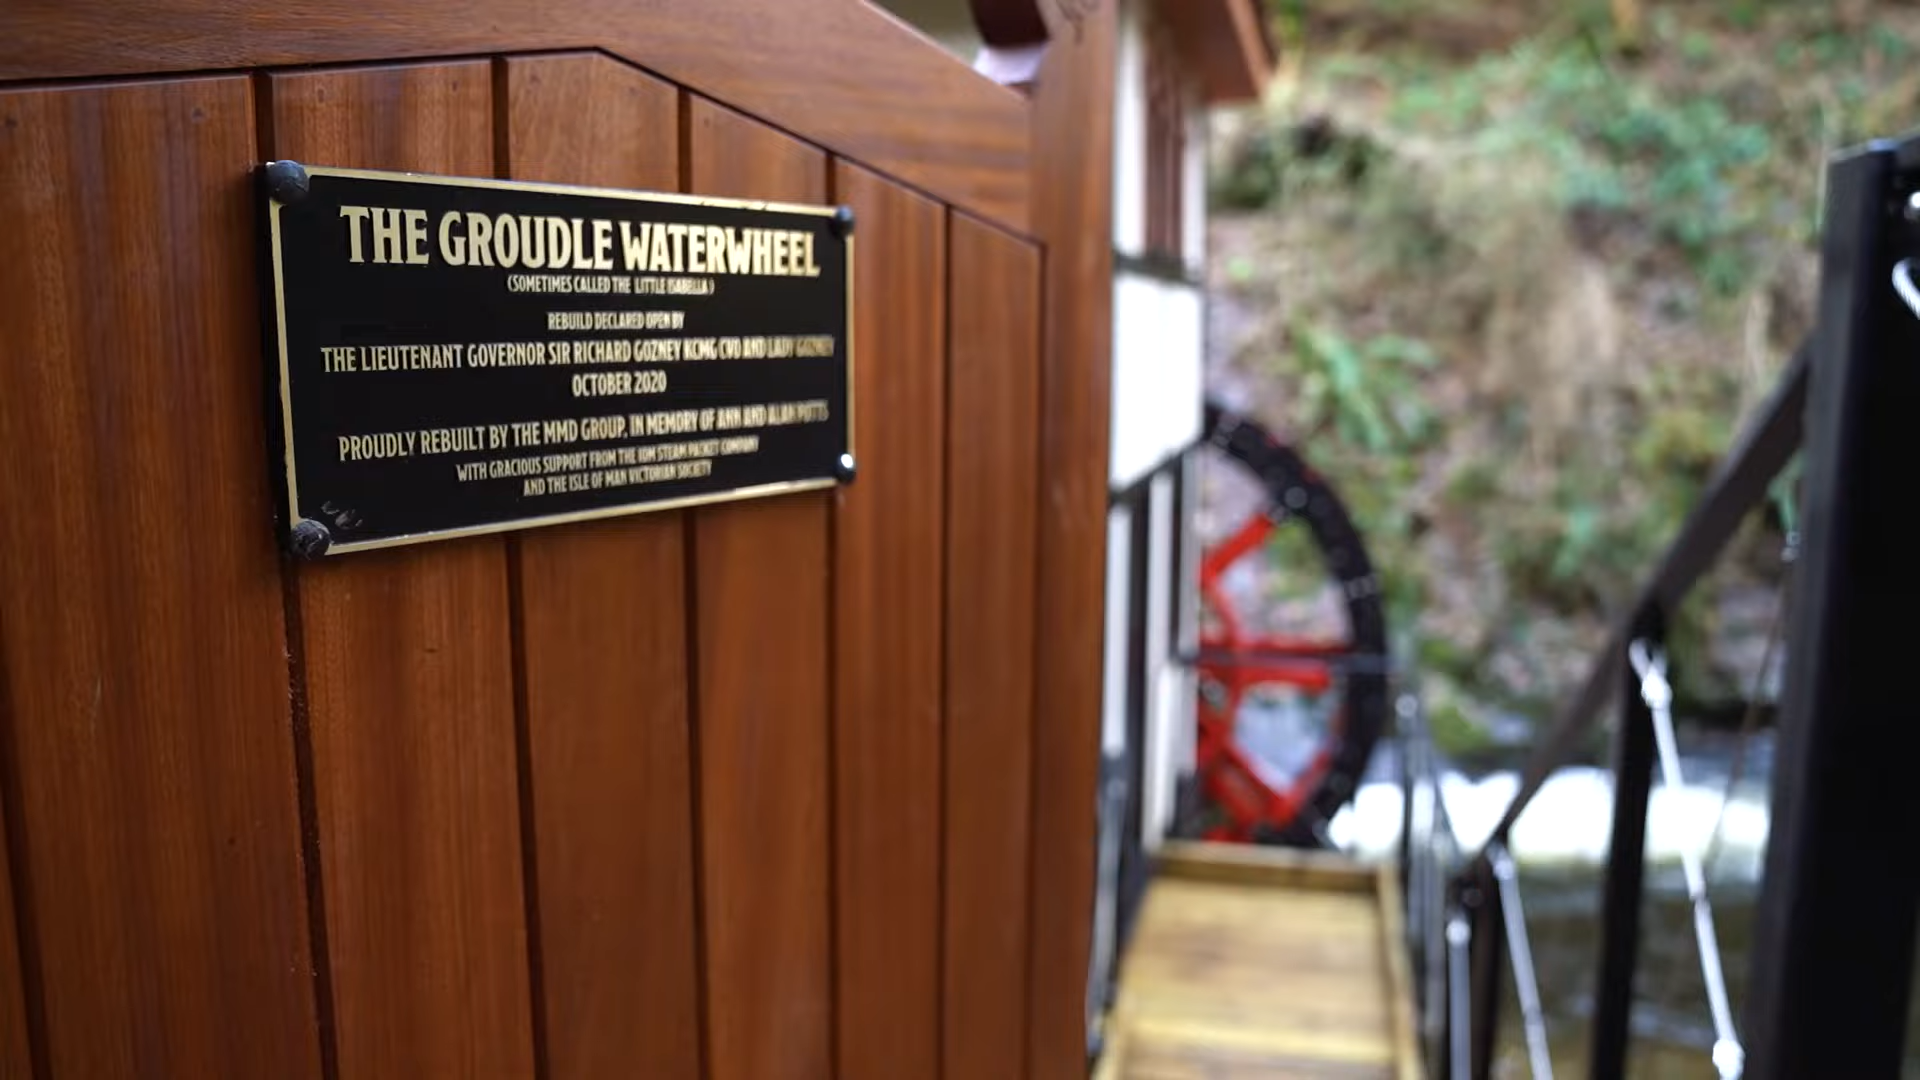 THE GROUDLE WATERWHEEL
(SOMETIMES CALLED THE LITTLE ISABELLA)
REBUILD DECLARED OPEN BY
THE LIEUTENANT GOVERNOR SIR RICHARD GOZNEY KCMG CVO AND LADY GOZNEY
OCTOBER 2020
PROUDLY REBUILT BY THE MMD GROUP, IN MEMORY OF ANN AND ALAN POTTS
WITH GRACIOUS SUPPORT FROM THE IOM STEAM PACKET COMPANY
AND THE ISLE OF MAN VICTORIAN SOCIETY